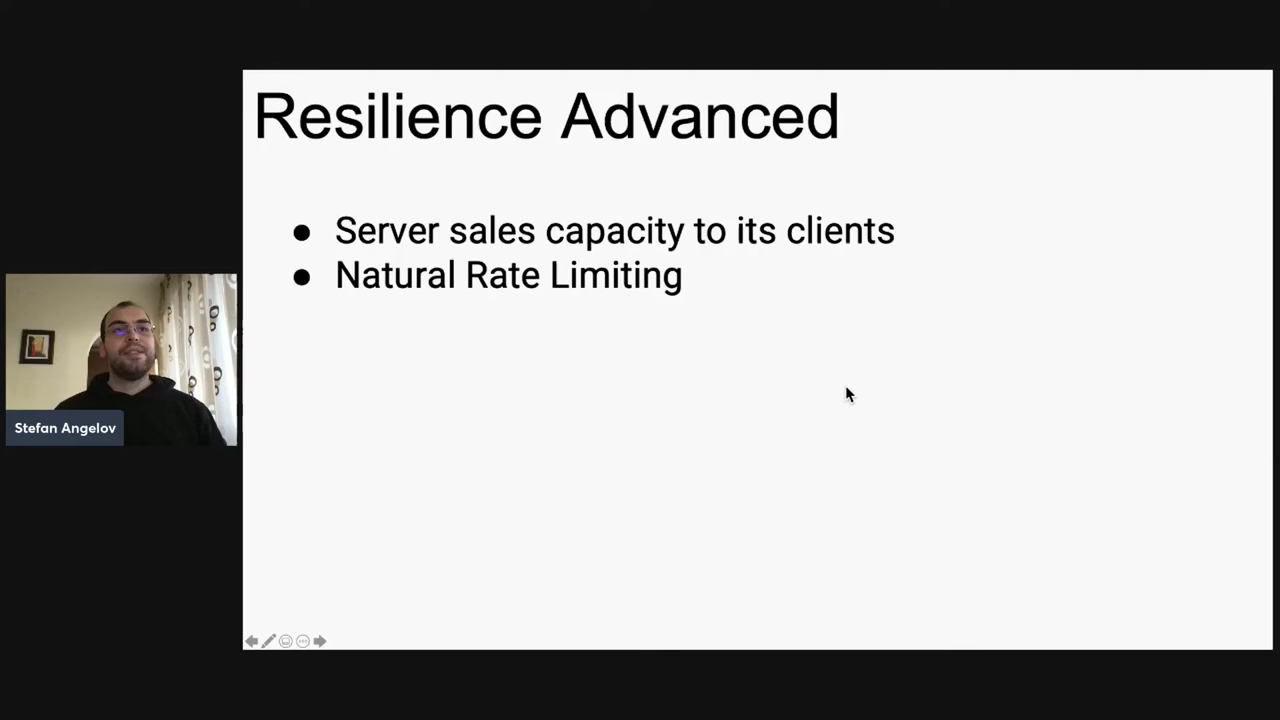 Resilience Advanced
● Server sales capacity to its clients
● Natural Rate Limiting
Stefan Angelov